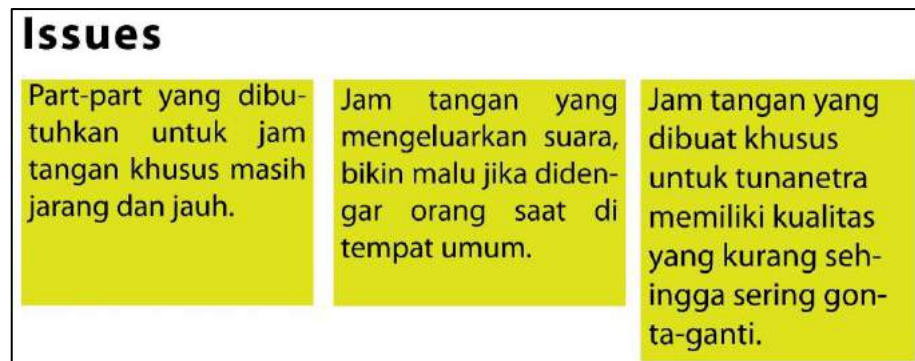 Issues
Part-part yang dibu-
tuhkan untuk jam
tangan khusus masih
jarang dan jauh.
Jam tangan yang
mengeluarkan suara,
bikin malu jika diden-
gar orang saat di
tempat umum.
Jam tangan yang
dibuat khusus
untuk tunanetra
memiliki kualitas
yang kurang seh-
ingga sering gon-
ta-ganti.